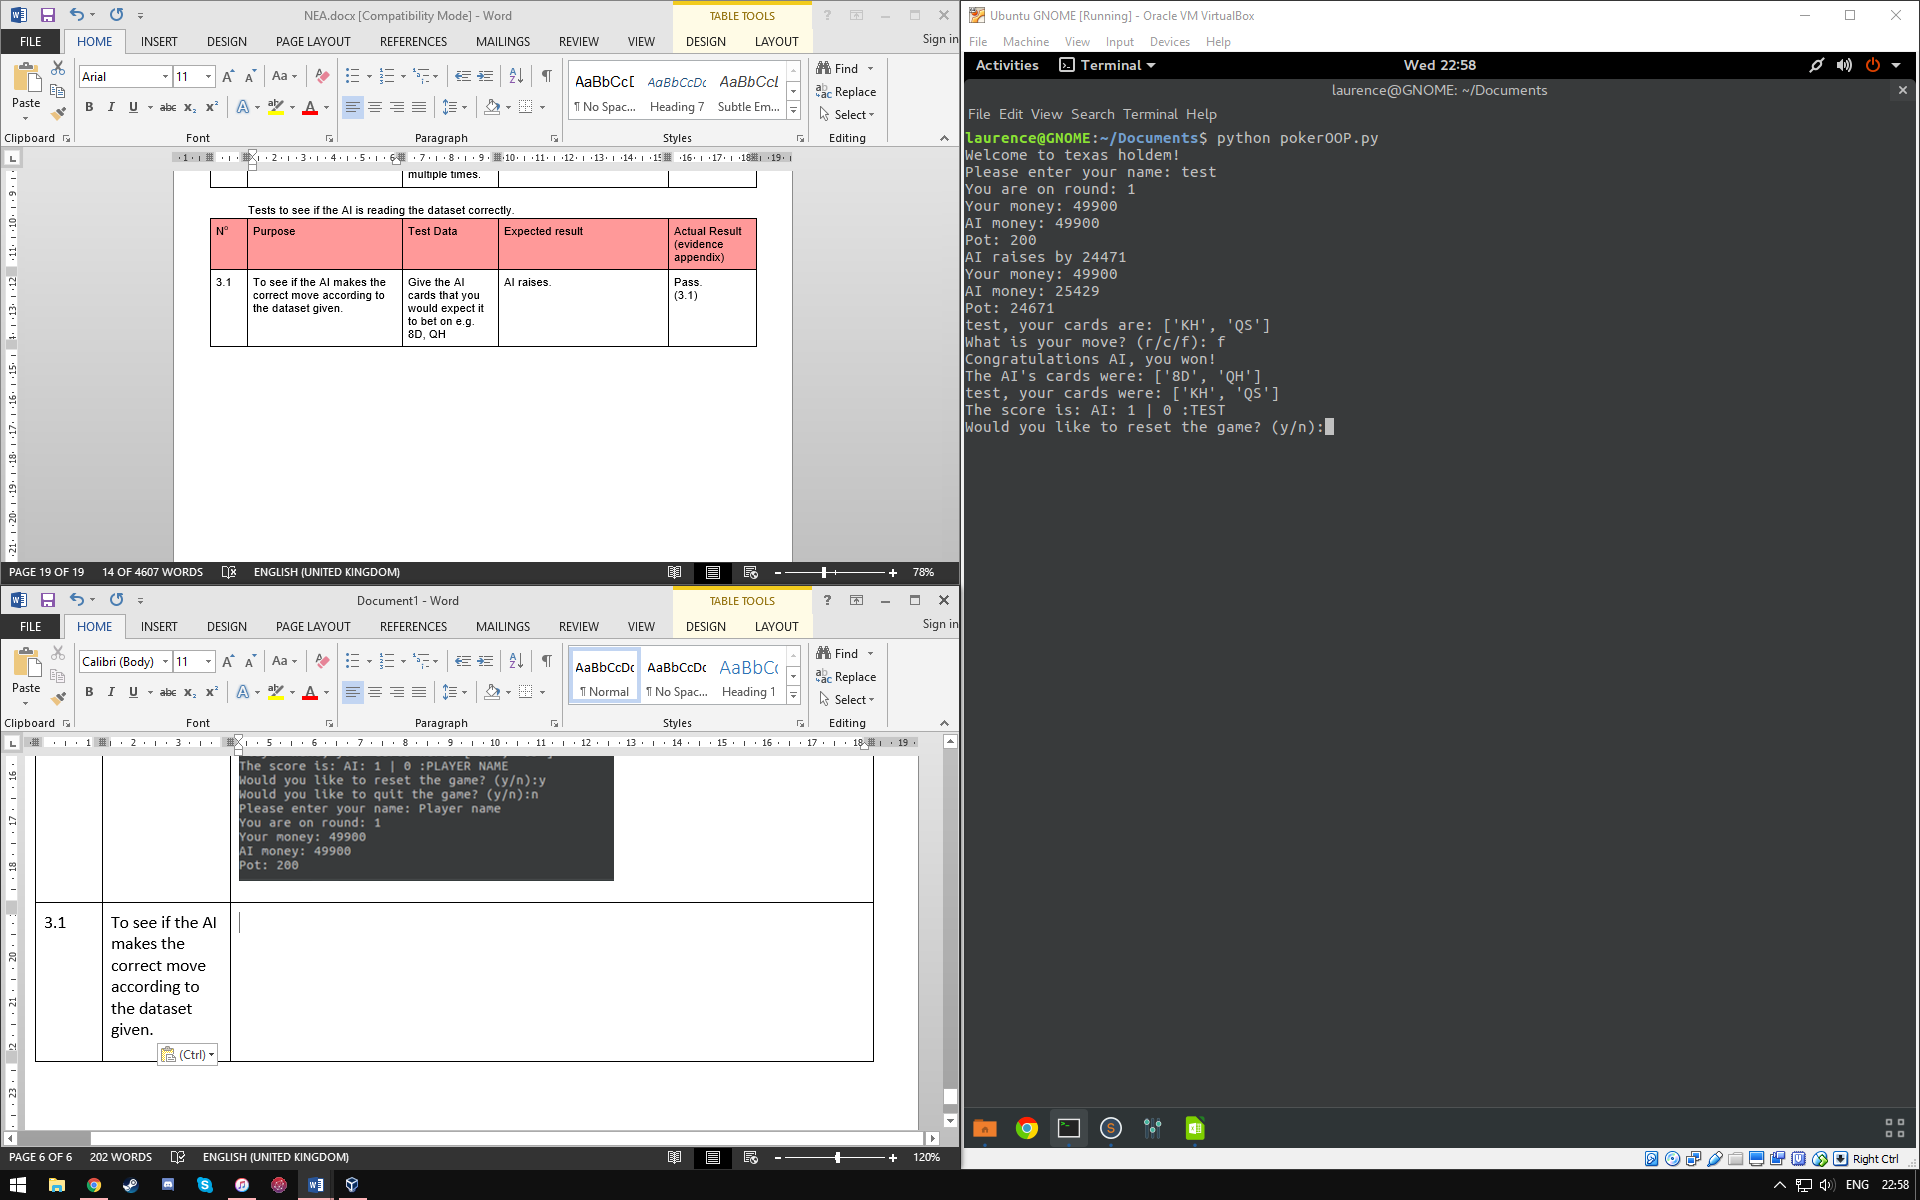 NEA.docx [Compatibility Mode] - Word
TABLE TOOLS
FILE HOME INSERT DESIGN PAGE LAYOUT REFERENCES MAILINGS REVIEW VIEW DESIGN LAYOUT Sign in
Arial 11
Paste
Clipboard Font Paragraph Styles Editing
AaBbCcD AaBbCcDc AaBbCcL
¶ No Spac... Heading 7 Subtle Em...
Find
Replace
Select
multiple times.
Tests to see if the AI is reading the dataset correctly.
N° Purpose Test Data Expected result Actual Result (evidence appendix)
3.1 To see if the AI makes the correct move according to the dataset given. Give the AI cards that you would expect it to bet on e.g. 8D, QH AI raises. Pass. (3.1)
PAGE 19 OF 19 14 OF 4607 WORDS ENGLISH (UNITED KINGDOM) 78%
Document1 - Word
TABLE TOOLS
FILE HOME INSERT DESIGN PAGE LAYOUT REFERENCES MAILINGS REVIEW VIEW DESIGN LAYOUT Sign in
Calibri (Body) 11
Paste
Clipboard Font Paragraph Styles Editing
AaBbCcDc AaBbCcDc AaBbCc
¶ Normal ¶ No Spac... Heading 1
Find
Replace
Select
The score is: AI: 1 | 0 :PLAYER NAME
Would you like to reset the game? (y/n):y
Would you like to quit the game? (y/n):n
Please enter your name: Player name
You are on round: 1
Your money: 49900
AI money: 49900
Pot: 200
3.1
To see if the AI
makes the
correct move
according to
the dataset
given.
(Ctrl)
PAGE 6 OF 6 202 WORDS ENGLISH (UNITED KINGDOM) 120%
Ubuntu GNOME [Running] - Oracle VM VirtualBox
File Machine View Input Devices Help
Activities Terminal Wed 22:58
laurence@GNOME: ~/Documents
File Edit View Search Terminal Help
laurence@GNOME:~/Documents$ python pokerOOP.py
Welcome to texas holdem!
Please enter your name: test
You are on round: 1
Your money: 49900
AI money: 49900
Pot: 200
AI raises by 24471
Your money: 49900
AI money: 25429
Pot: 24671
test, your cards are: ['KH', 'QS']
What is your move? (r/c/f): f
Congratulations AI, you won!
The AI's cards were: ['8D', 'QH']
test, your cards were: ['KH', 'QS']
The score is: AI: 1 | 0 :TEST
Would you like to reset the game? (y/n):
Right Ctrl
ENG 22:58